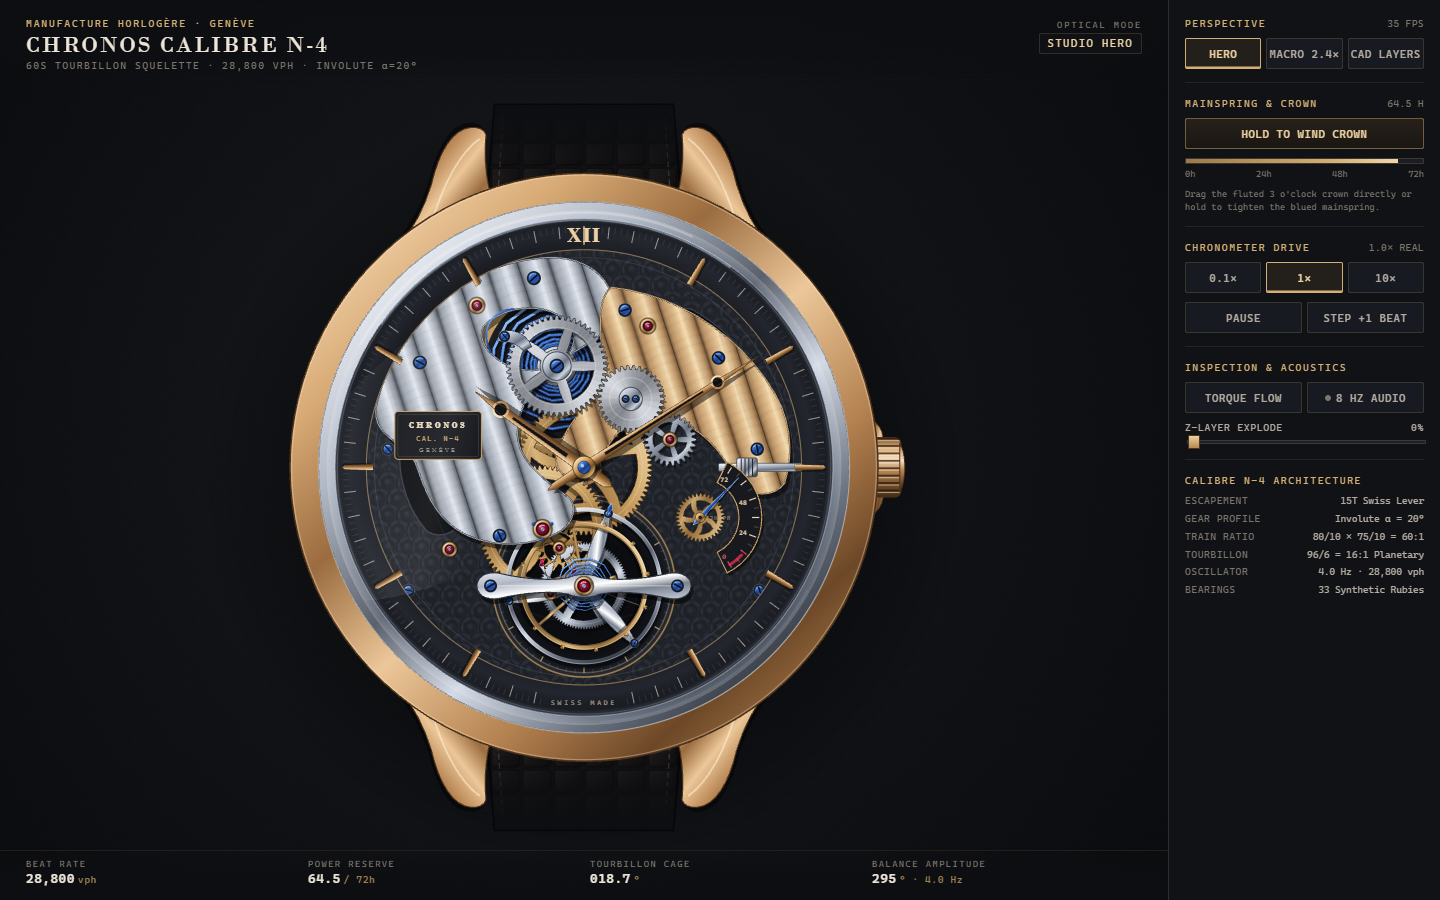 MANUFACTURE HORLOGÈRE · GENÈVE
CHRONOS CALIBRE N-4
60S TOURBILLON SQUELETTE · 28,800 VPH · INVOLUTE α=20°
OPTICAL MODE
STUDIO HERO
XII
CHRONOS
CAL. N-4
GENÈVE
72
48
24
0
SWISS MADE
BEAT RATE
28,800 vph
POWER RESERVE
64.5 / 72h
TOURBILLON CAGE
018.7 °
BALANCE AMPLITUDE
295 ° · 4.0 Hz
PERSPECTIVE 35 FPS
HERO MACRO 2.4× CAD LAYERS
MAINSPRING & CROWN 64.5 H
HOLD TO WIND CROWN
0h 24h 48h 72h
Drag the fluted 3 o'clock crown directly or
hold to tighten the blued mainspring.
CHRONOMETER DRIVE 1.0× REAL
0.1× 1× 10×
PAUSE STEP +1 BEAT
INSPECTION & ACOUSTICS
TORQUE FLOW 8 HZ AUDIO
Z-LAYER EXPLODE 0%
CALIBRE N-4 ARCHITECTURE
ESCAPEMENT 15T Swiss Lever
GEAR PROFILE Involute α = 20°
TRAIN RATIO 80/10 × 75/10 = 60:1
TOURBILLON 96/6 = 16:1 Planetary
OSCILLATOR 4.0 Hz · 28,800 vph
BEARINGS 33 Synthetic Rubies